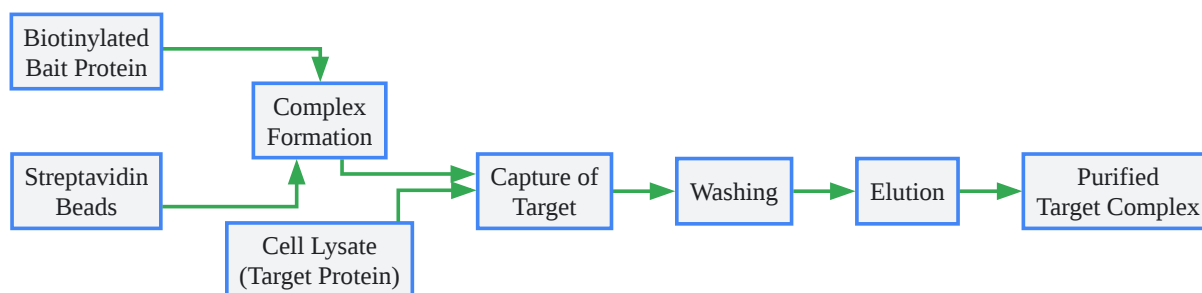 Biotinylated
Bait Protein
Complex
Formation
Streptavidin
Beads
Cell Lysate
(Target Protein)
Capture of
Target
Washing
Elution
Purified
Target Complex